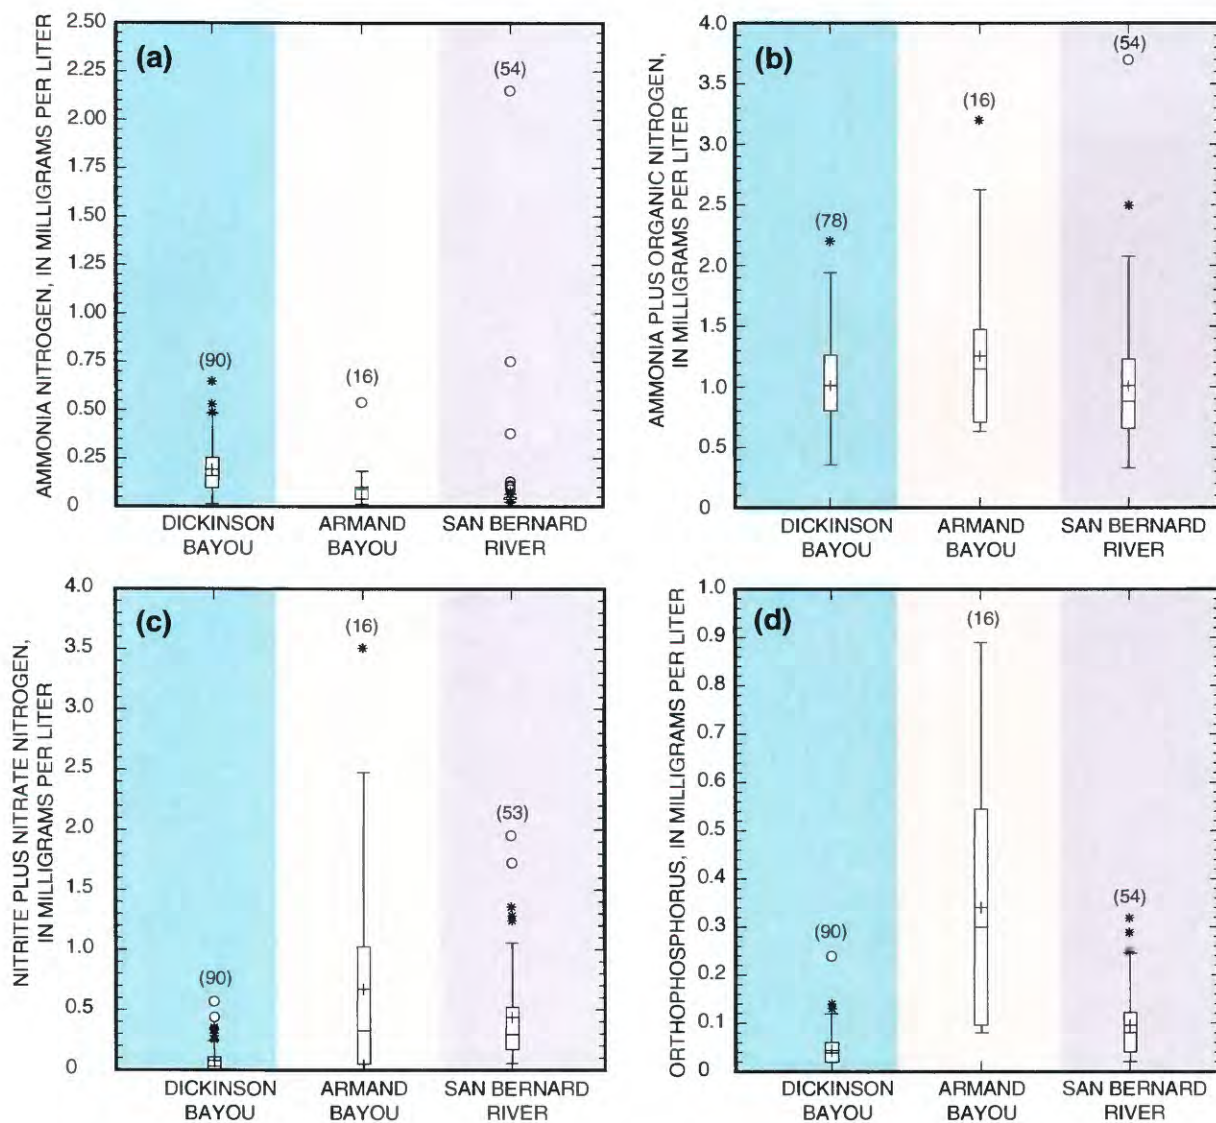 AMMONIA NITROGEN, IN MILLIGRAMS PER LITER
2.50
2.25
2.00
1.75
1.50
1.25
1.00
0.75
0.50
0.25
0
(a)
(90)
(16)
(54)
DICKINSON
BAYOU
ARMAND
BAYOU
SAN BERNARD
RIVER
AMMONIA PLUS ORGANIC NITROGEN,
IN MILLIGRAMS PER LITER
4.0
3.5
3.0
2.5
2.0
1.5
1.0
0.5
0
(b)
(78)
(16)
(54)
DICKINSON
BAYOU
ARMAND
BAYOU
SAN BERNARD
RIVER
NITRITE PLUS NITRATE NITROGEN,
IN MILLIGRAMS PER LITER
4.0
3.5
3.0
2.5
2.0
1.5
1.0
0.5
0
(c)
(90)
(16)
(53)
DICKINSON
BAYOU
ARMAND
BAYOU
SAN BERNARD
RIVER
ORTHOPHOSPHORUS, IN MILLIGRAMS PER LITER
1.0
0.9
0.8
0.7
0.6
0.5
0.4
0.3
0.2
0.1
0
(d)
(90)
(16)
(54)
DICKINSON
BAYOU
ARMAND
BAYOU
SAN BERNARD
RIVER